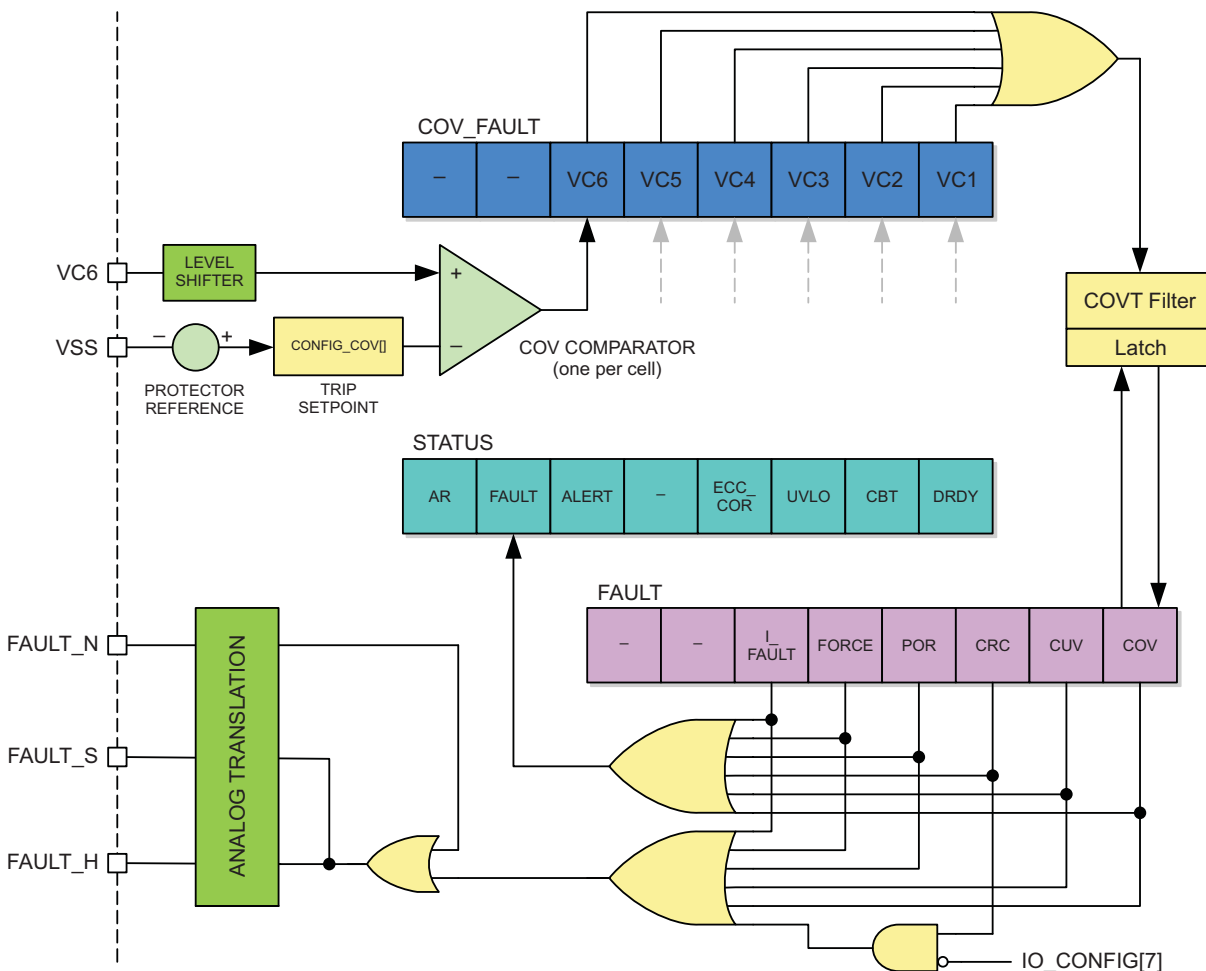 COV_FAULT
– – VC6 VC5 VC4 VC3 VC2 VC1
VC6
LEVEL
SHIFTER
+
–
COVT Filter
Latch
VSS
– +
CONFIG_COV[]
PROTECTOR
REFERENCE
TRIP
SETPOINT
COV COMPARATOR
(one per cell)
STATUS
AR FAULT ALERT – ECC_
COR UVLO CBT DRDY
FAULT
– – I_
FAULT FORCE POR CRC CUV COV
FAULT_N
FAULT_S
FAULT_H
ANALOG TRANSLATION
IO_CONFIG[7]